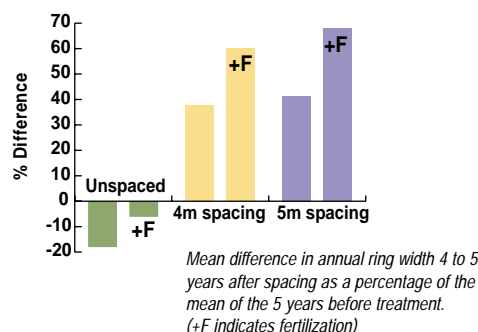 70
60
50
40
30
20
10
0
-10
-20
% Difference
Unspaced
+F
4m spacing
+F
5m spacing
+F
Mean difference in annual ring width 4 to 5
years after spacing as a percentage of the
mean of the 5 years before treatment.
(+F indicates fertilization)